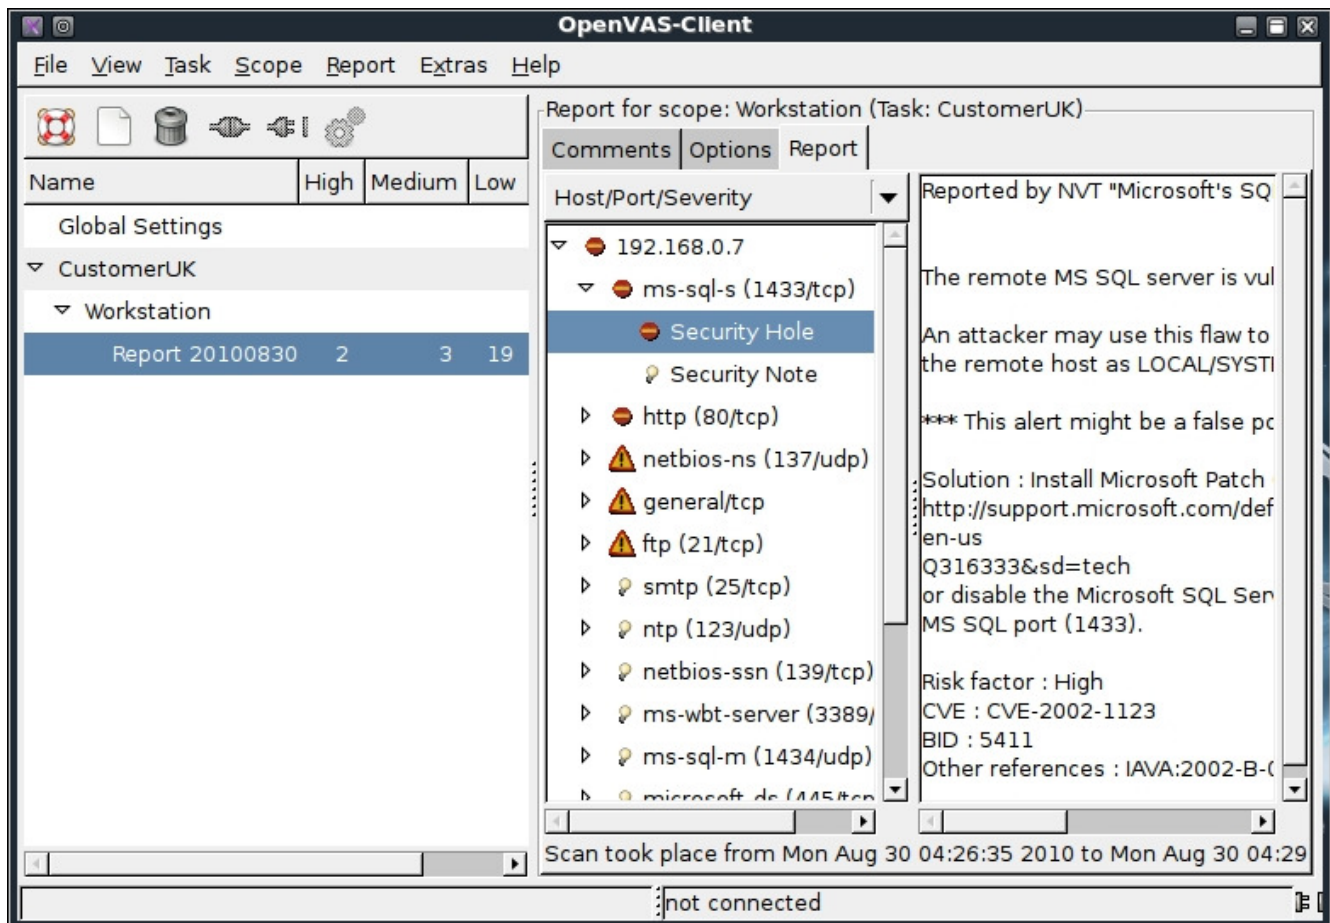 OpenVAS-Client
File View Task Scope Report Extras Help
Name High Medium Low
Global Settings
CustomerUK
Workstation
Report 20100830 2 3 19
Report for scope: Workstation (Task: CustomerUK)
Comments Options Report
Host/Port/Severity
192.168.0.7
ms-sql-s (1433/tcp)
Security Hole
Security Note
http (80/tcp)
netbios-ns (137/udp)
general/tcp
ftp (21/tcp)
smtp (25/tcp)
ntp (123/udp)
netbios-ssn (139/tcp)
ms-wbt-server (3389/
ms-sql-m (1434/udp)
microsoft-ds (445/tcp
Reported by NVT "Microsoft's SQ
The remote MS SQL server is vul
An attacker may use this flaw to
the remote host as LOCAL/SYSTE
*** This alert might be a false po
Solution : Install Microsoft Patch
http://support.microsoft.com/def
en-us
Q316333&sd=tech
or disable the Microsoft SQL Serv
MS SQL port (1433).
Risk factor : High
CVE : CVE-2002-1123
BID : 5411
Other references : IAVA:2002-B-0
Scan took place from Mon Aug 30 04:26:35 2010 to Mon Aug 30 04:29
not connected